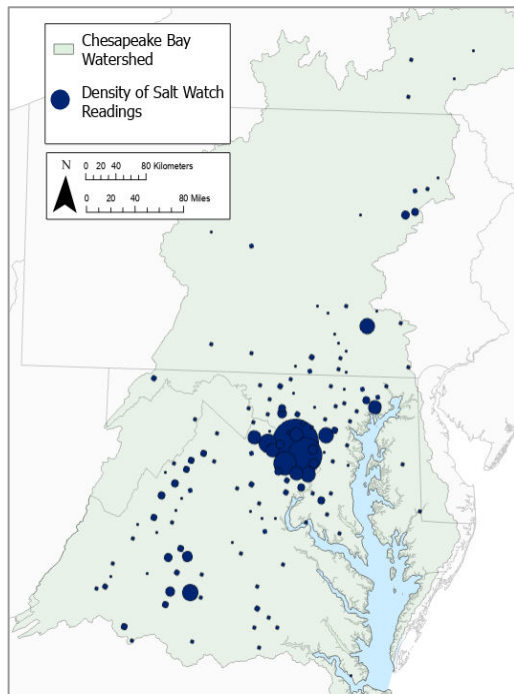 Chesapeake Bay
Watershed
Density of Salt Watch
Readings
N
0 20 40 80 Kilometers
0 20 40 80 Miles